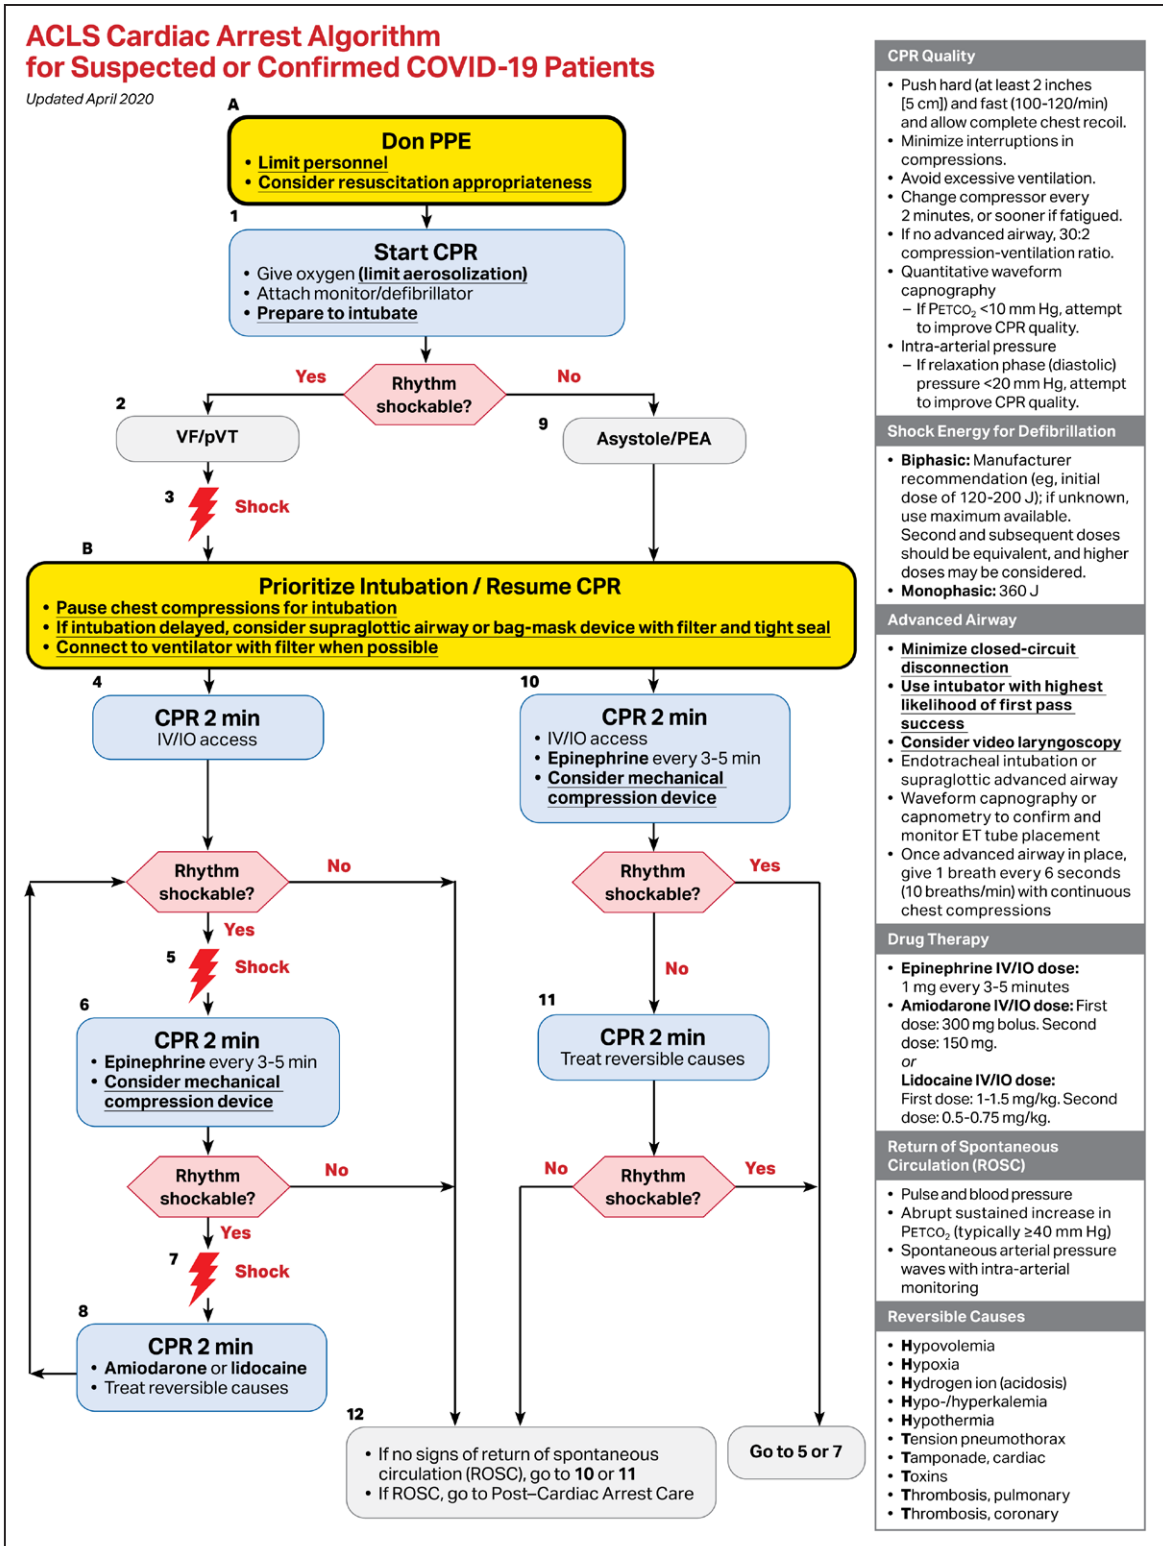 ACLS Cardiac Arrest Algorithm
for Suspected or Confirmed COVID-19 Patients
Updated April 2020
A
Don PPE
• Limit personnel
• Consider resuscitation appropriateness
1
Start CPR
• Give oxygen (limit aerosolization)
• Attach monitor/defibrillator
• Prepare to intubate
Yes
Rhythm
shockable?
No
2
VF/pVT
9
Asystole/PEA
3
Shock
B
Prioritize Intubation / Resume CPR
• Pause chest compressions for intubation
• If intubation delayed, consider supraglottic airway or bag-mask device with filter and tight seal
• Connect to ventilator with filter when possible
4
CPR 2 min
IV/IO access
10
CPR 2 min
• IV/IO access
• Epinephrine every 3-5 min
• Consider mechanical
compression device
Rhythm
shockable?
No
Yes
5
Shock
Rhythm
shockable?
Yes
No
6
CPR 2 min
• Epinephrine every 3-5 min
• Consider mechanical
compression device
11
CPR 2 min
Treat reversible causes
Rhythm
shockable?
No
Yes
7
Shock
No
Rhythm
shockable?
Yes
8
CPR 2 min
• Amiodarone or lidocaine
• Treat reversible causes
12
• If no signs of return of spontaneous
circulation (ROSC), go to 10 or 11
• If ROSC, go to Post–Cardiac Arrest Care
Go to 5 or 7
CPR Quality
• Push hard (at least 2 inches
[5 cm]) and fast (100-120/min)
and allow complete chest recoil.
• Minimize interruptions in
compressions.
• Avoid excessive ventilation.
• Change compressor every
2 minutes, or sooner if fatigued.
• If no advanced airway, 30:2
compression-ventilation ratio.
• Quantitative waveform
capnography
– If PETCO₂ <10 mm Hg, attempt
to improve CPR quality.
• Intra-arterial pressure
– If relaxation phase (diastolic)
pressure <20 mm Hg, attempt
to improve CPR quality.
Shock Energy for Defibrillation
• Biphasic: Manufacturer
recommendation (eg, initial
dose of 120-200 J); if unknown,
use maximum available.
Second and subsequent doses
should be equivalent, and higher
doses may be considered.
• Monophasic: 360 J
Advanced Airway
• Minimize closed-circuit
disconnection
• Use intubator with highest
likelihood of first pass
success
• Consider video laryngoscopy
• Endotracheal intubation or
supraglottic advanced airway
• Waveform capnography or
capnometry to confirm and
monitor ET tube placement
• Once advanced airway in place,
give 1 breath every 6 seconds
(10 breaths/min) with continuous
chest compressions
Drug Therapy
• Epinephrine IV/IO dose:
1 mg every 3-5 minutes
• Amiodarone IV/IO dose: First
dose: 300 mg bolus. Second
dose: 150 mg.
or
Lidocaine IV/IO dose:
First dose: 1-1.5 mg/kg. Second
dose: 0.5-0.75 mg/kg.
Return of Spontaneous
Circulation (ROSC)
• Pulse and blood pressure
• Abrupt sustained increase in
PETCO₂ (typically ≥40 mm Hg)
• Spontaneous arterial pressure
waves with intra-arterial
monitoring
Reversible Causes
• Hypovolemia
• Hypoxia
• Hydrogen ion (acidosis)
• Hypo-/hyperkalemia
• Hypothermia
• Tension pneumothorax
• Tamponade, cardiac
• Toxins
• Thrombosis, pulmonary
• Thrombosis, coronary